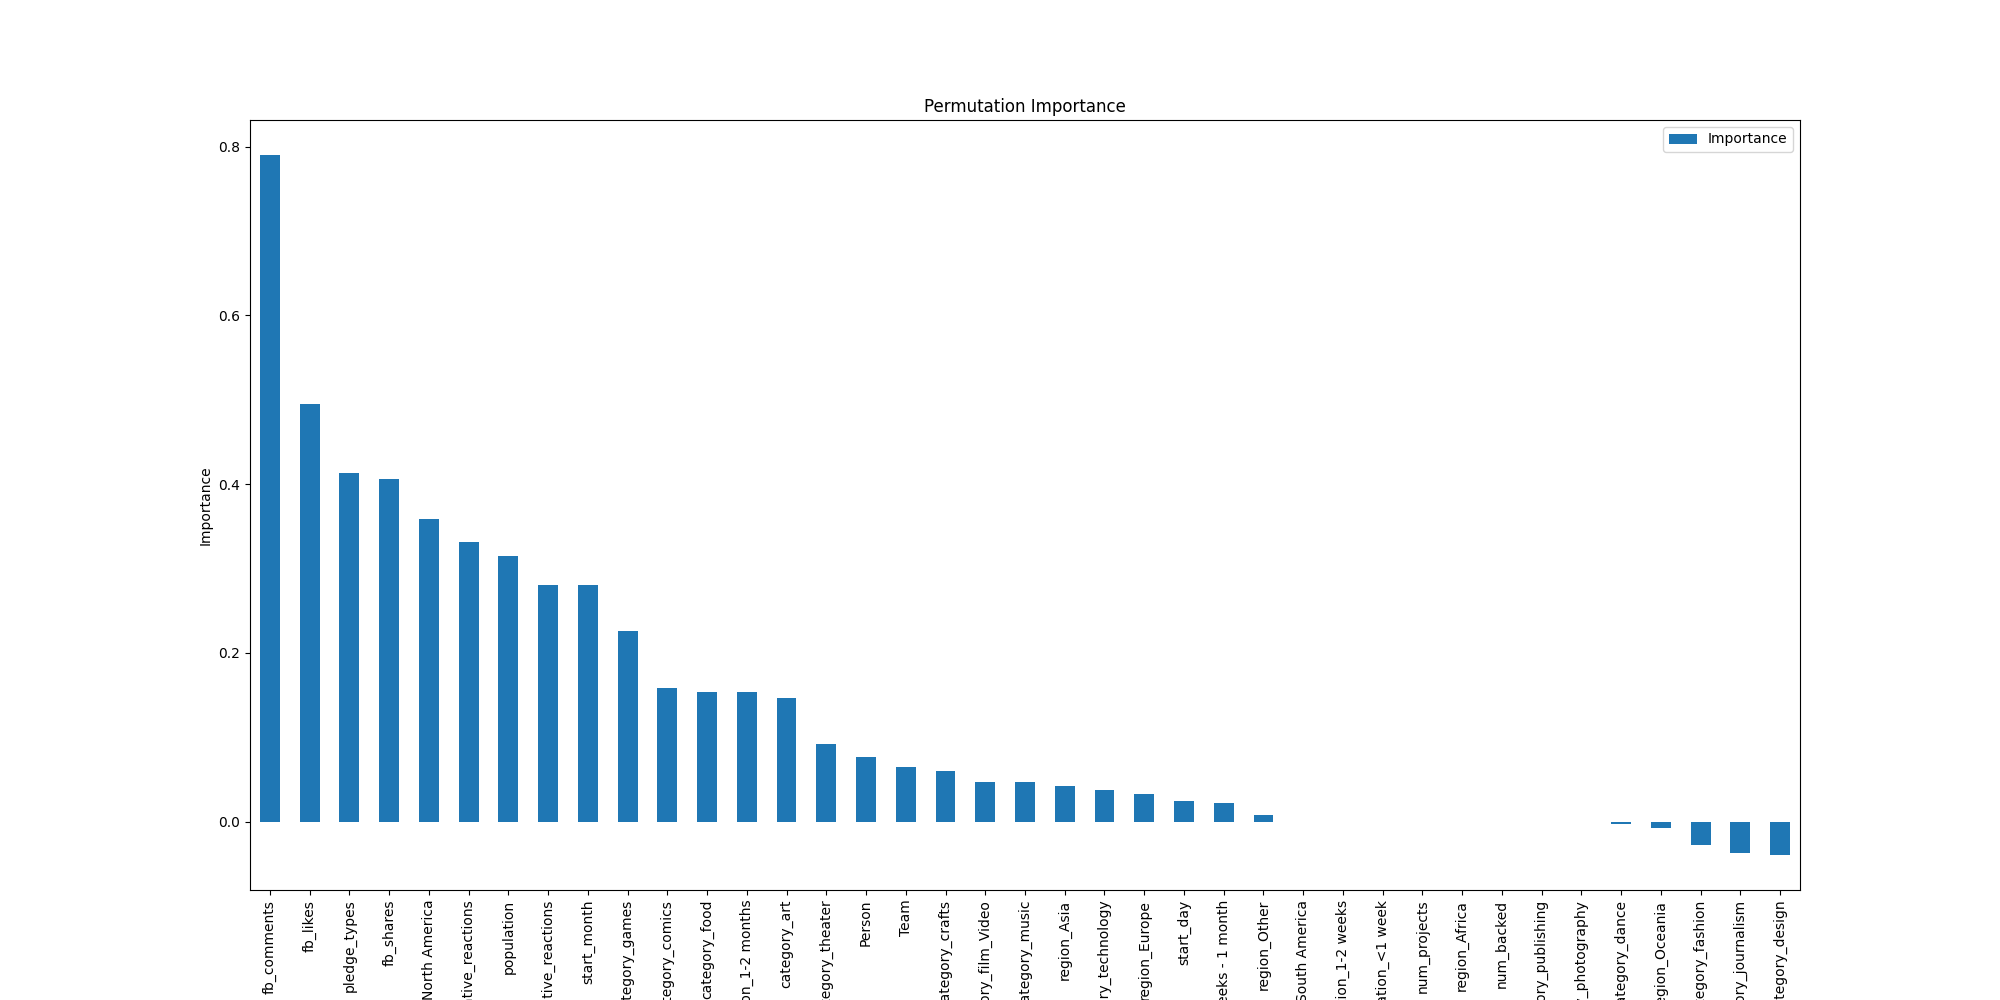 Permutation Importance
Importance
0.8
0.6
0.4
0.2
0.0
Importance
fb_comments
fb_likes
pledge_types
fb_shares
North America
tive_reactions
population
tive_reactions
start_month
tegory_games
tegory_comics
category_food
on_1-2 months
category_art
egory_theater
Person
Team
ategory_crafts
ory_film_Video
ategory_music
region_Asia
ry_technology
region_Europe
start_day
eeks - 1 month
region_Other
South America
ion_1-2 weeks
ation_<1 week
num_projects
region_Africa
num_backed
ory_publishing
_photography
ategory_dance
egion_Oceania
tegory_fashion
ory_journalism
tegory_design